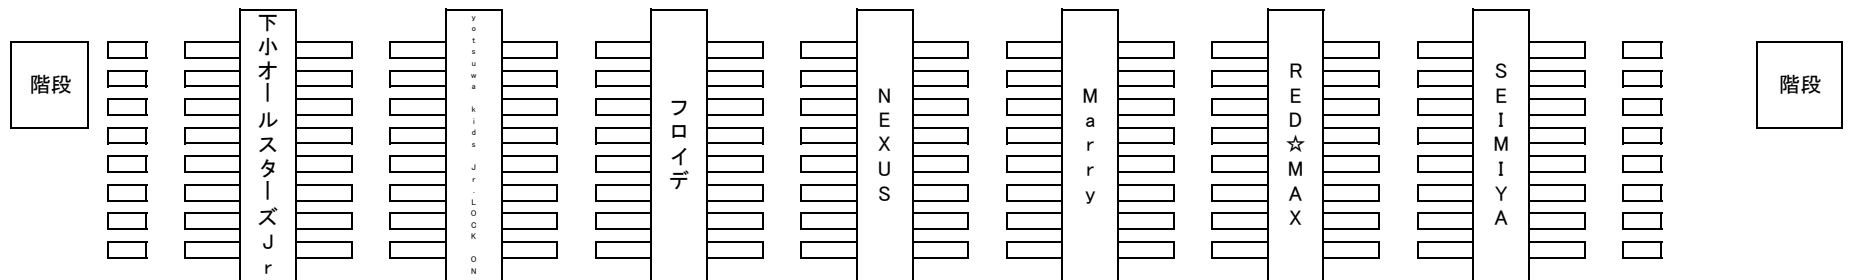 階段
下小オールスターズJr
yotsuwa kids Jr.LOCK ON
フロイデ
NEXUS
Marry
RED☆MAX
SEIMIYA
階段